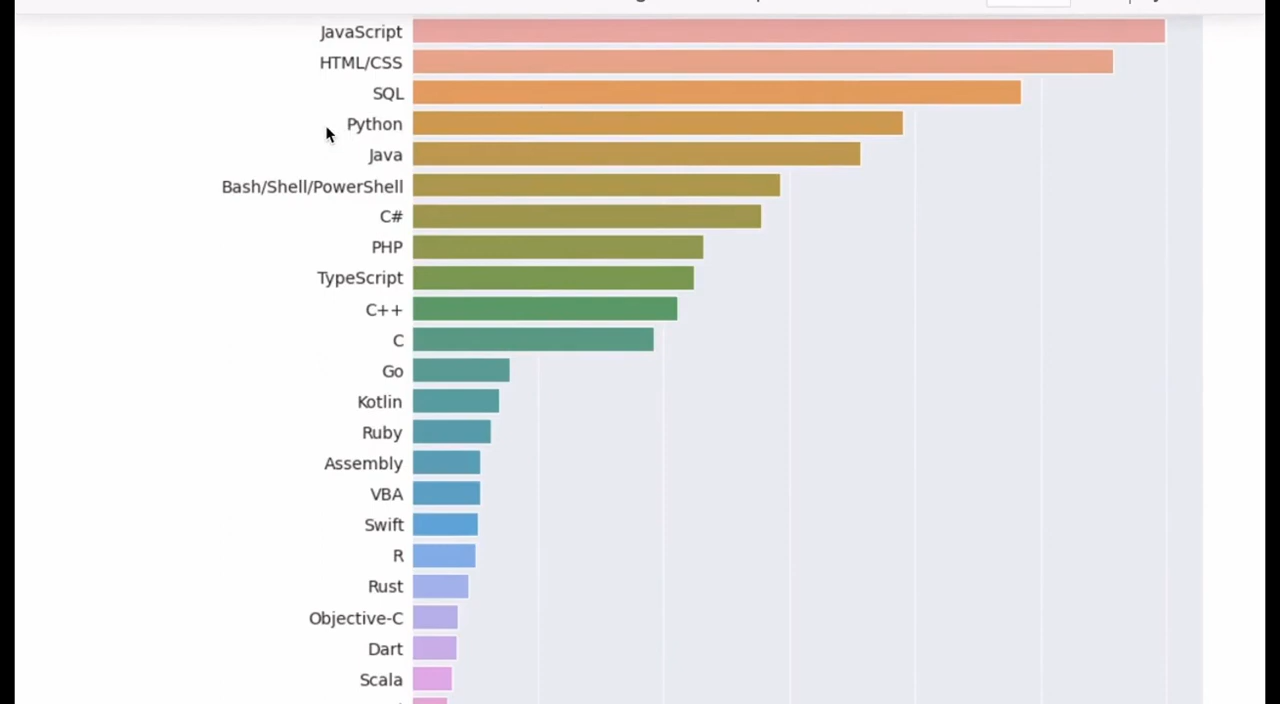 JavaScript
HTML/CSS
SQL
Python
Java
Bash/Shell/PowerShell
C#
PHP
TypeScript
C++
C
Go
Kotlin
Ruby
Assembly
VBA
Swift
R
Rust
Objective-C
Dart
Scala